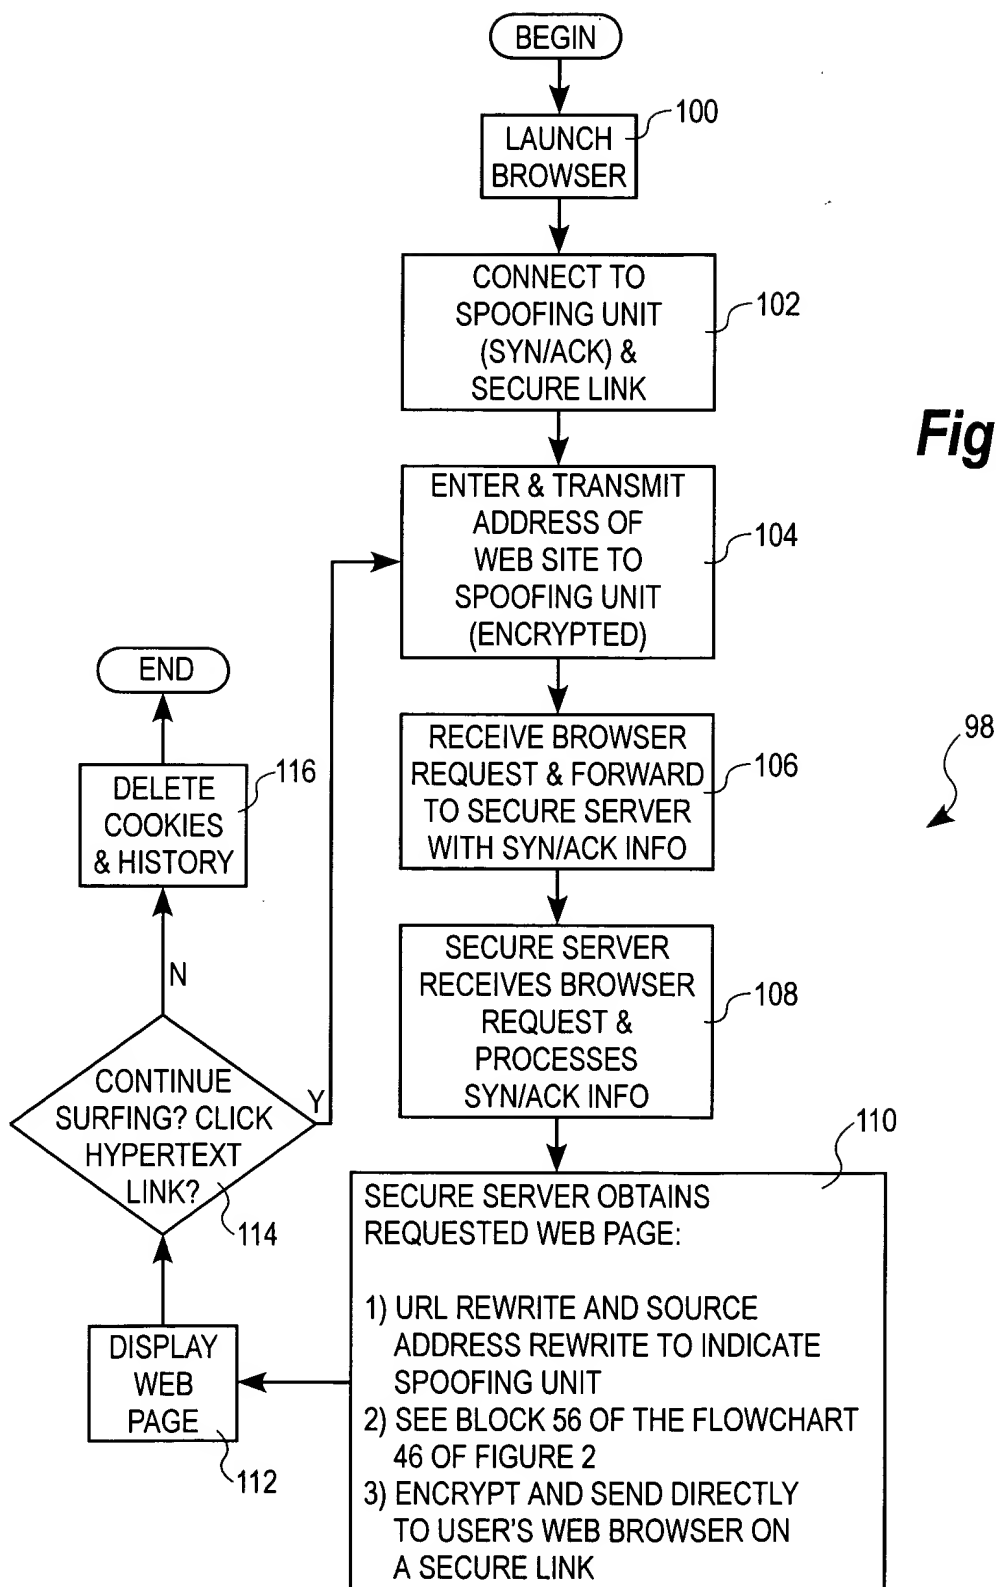 BEGIN
100
LAUNCH
BROWSER
CONNECT TO
SPOOFING UNIT
(SYN/ACK) &
SECURE LINK
102
Fig
ENTER & TRANSMIT
ADDRESS OF
WEB SITE TO
SPOOFING UNIT
(ENCRYPTED)
104
END
RECEIVE BROWSER
REQUEST & FORWARD
TO SECURE SERVER
WITH SYN/ACK INFO
106
98
DELETE
COOKIES
& HISTORY
116
N
SECURE SERVER
RECEIVES BROWSER
REQUEST &
PROCESSES
SYN/ACK INFO
108
CONTINUE
SURFING? CLICK
HYPERTEXT
LINK?
Y
114
110
SECURE SERVER OBTAINS
REQUESTED WEB PAGE:
1) URL REWRITE AND SOURCE
ADDRESS REWRITE TO INDICATE
SPOOFING UNIT
2) SEE BLOCK 56 OF THE FLOWCHART
46 OF FIGURE 2
3) ENCRYPT AND SEND DIRECTLY
TO USER'S WEB BROWSER ON
A SECURE LINK
DISPLAY
WEB
PAGE
112